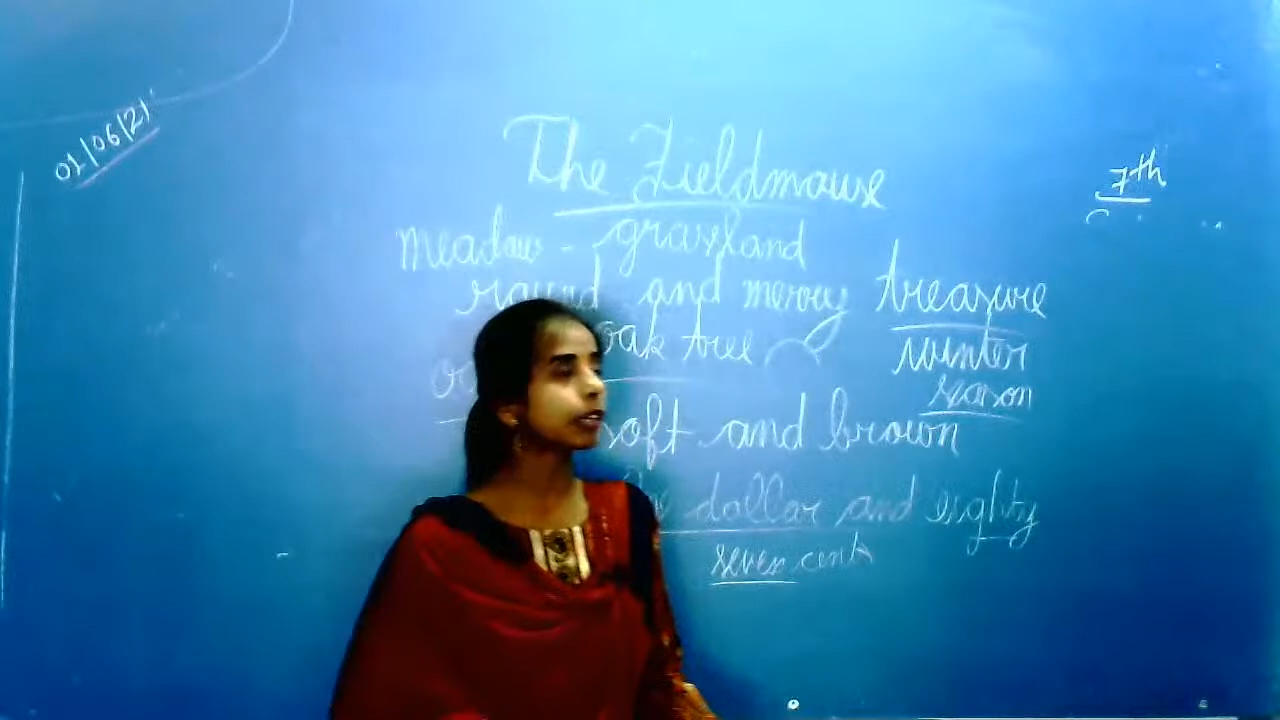 01/06/21
The Fieldmouse
7th
Meadow - grassland
round and merry treasure
oak tree winter
season
soft and brown
dollar and eighty
seven cents